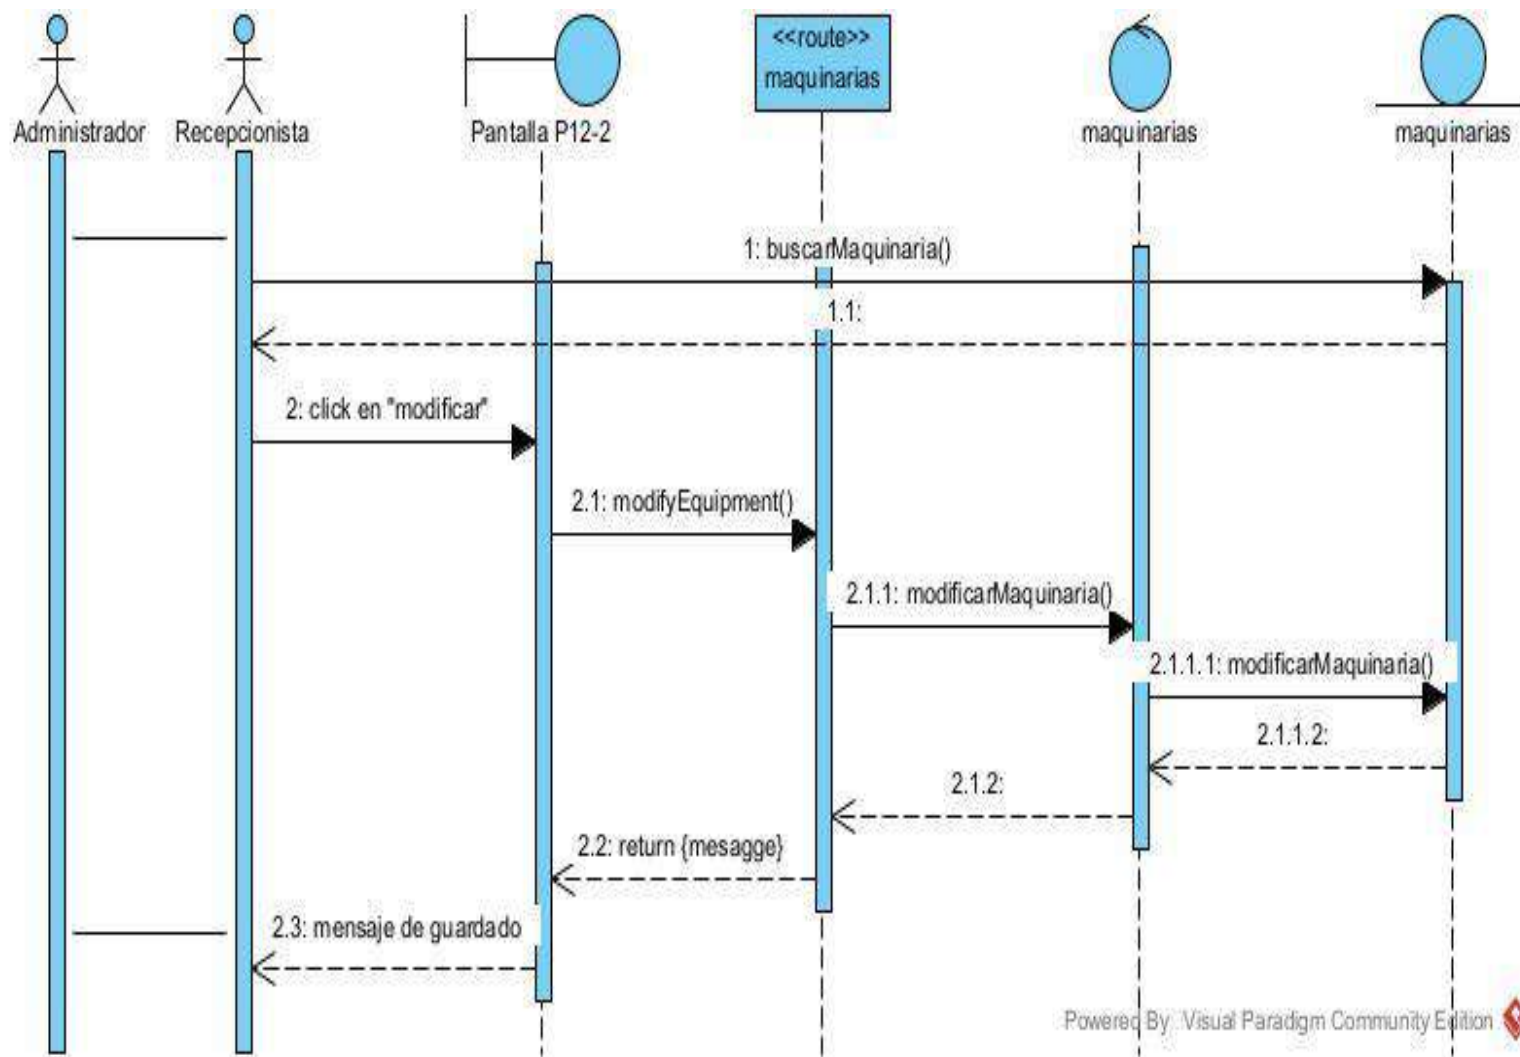 Administrador
Recepcionista
Pantalla P12-2
<<route>>
maquinarias
maquinarias
maquinarias
1: buscarMaquinaria()
1.1:
2: click en "modificar"
2.1: modifyEquipment()
2.1.1: modificarMaquinaria()
2.1.1.1: modificarMaquinaria()
2.1.1.2:
2.1.2:
2.2: return {mesagge}
2.3: mensaje de guardado
Powered By Visual Paradigm Community Edition